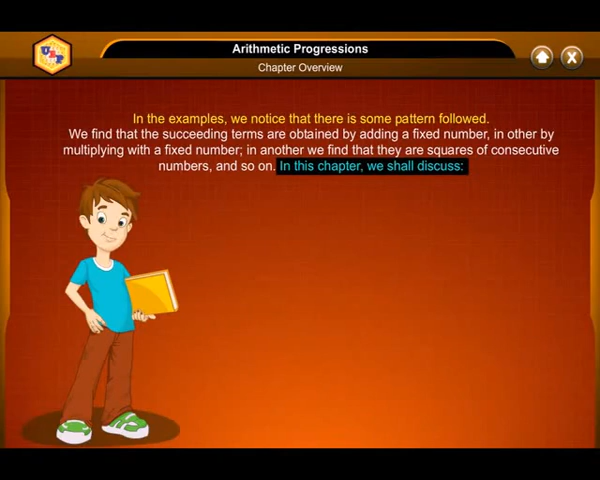 Arithmetic Progressions
Chapter Overview
In the examples, we notice that there is some pattern followed.
We find that the succeeding terms are obtained by adding a fixed number, in other by
multiplying with a fixed number; in another we find that they are squares of consecutive
numbers, and so on. In this chapter, we shall discuss:
X